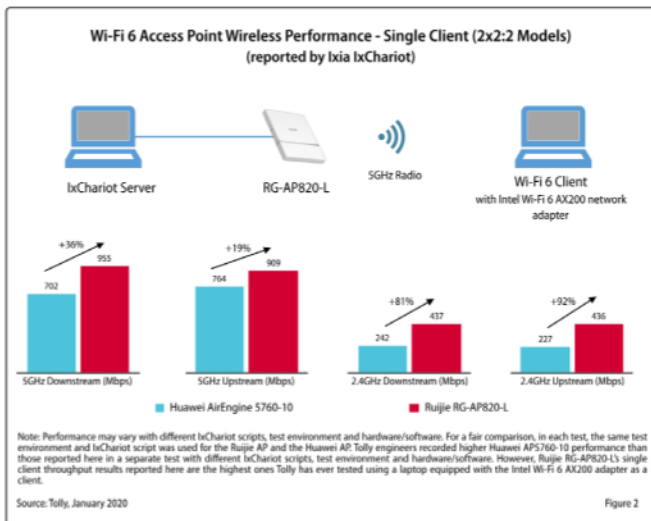 Wi-Fi 6 Access Point Wireless Performance - Single Client (2x2:2 Models)
(reported by Ixia IxChariot)
IxChariot Server
RG-AP820-L
5GHz Radio
Wi-Fi 6 Client
with Intel Wi-Fi 6 AX200 network
adapter
+36%
702
955
+19%
764
909
+81%
242
437
+92%
227
436
5GHz Downstream (Mbps)
5GHz Upstream (Mbps)
2.4GHz Downstream (Mbps)
2.4GHz Upstream (Mbps)
Huawei AirEngine 5760-10
Ruijie RG-AP820-L
Note: Performance may vary with different IxChariot scripts, test environment and hardware/software. For a fair comparison, in each test, the same test
environment and IxChariot script was used for the Ruijie AP and the Huawei AP. Tolly engineers recorded higher Huawei AP5760-10 performance than
those reported here in a separate test with different IxChariot scripts, test environment and hardware/software. However, Ruijie RG-AP820-L's single
client throughput results reported here are the highest ones Tolly has ever tested using a laptop equipped with the Intel Wi-Fi 6 AX200 adapter as a
client.
Source: Tolly, January 2020
Figure 2